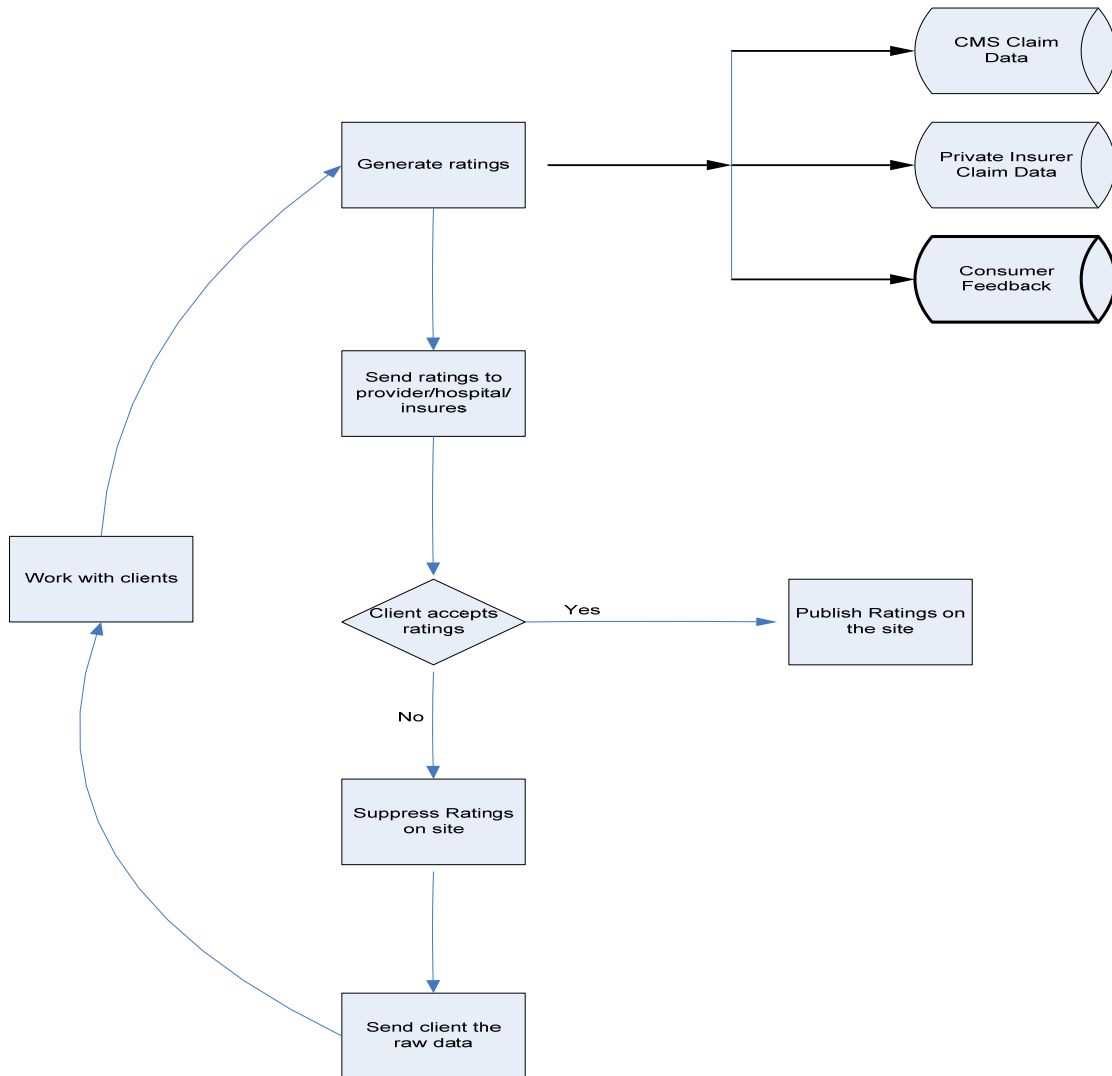 CMS Claim
Data
Generate ratings
Private Insurer
Claim Data
Consumer
Feedback
Send ratings to
provider/hospital/
insures
Work with clients
Client accepts
ratings
Yes
Publish Ratings on
the site
No
Suppress Ratings
on site
Send client the
raw data